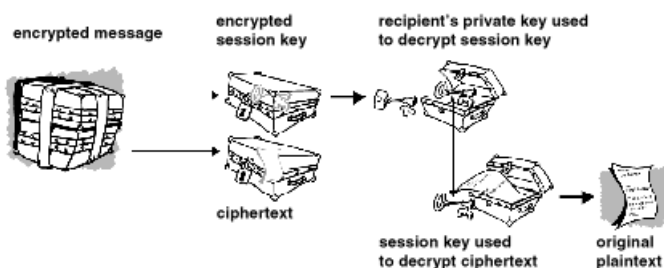 encrypted message
encrypted
session key
recipient's private key used
to decrypt session key
ciphertext
session key used
to decrypt ciphertext
original
plaintext